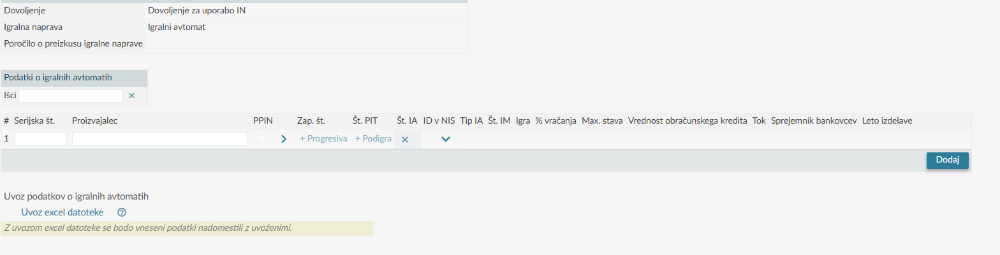 Dovoljenje Dovoljenje za uporabo IN
Igralna naprava Igralni avtomat
Poročilo o preizkusu igralne naprave
Podatki o igralnih avtomatih
Išči
# Serijska št. Proizvajalec PPIN Zap. št. Št. PIT Št. IA ID v NIS Tip IA Št. IM Igra % vračanja Max. stava Vrednost obračunskega kredita Tok Sprejemnik bankovcev Leto izdelave
1 + Progresiva + Podigra
Dodaj
Uvoz podatkov o igralnih avtomatih
Uvoz excel datoteke
Z uvozom excel datoteke se bodo vneseni podatki nadomestili z uvoženimi.